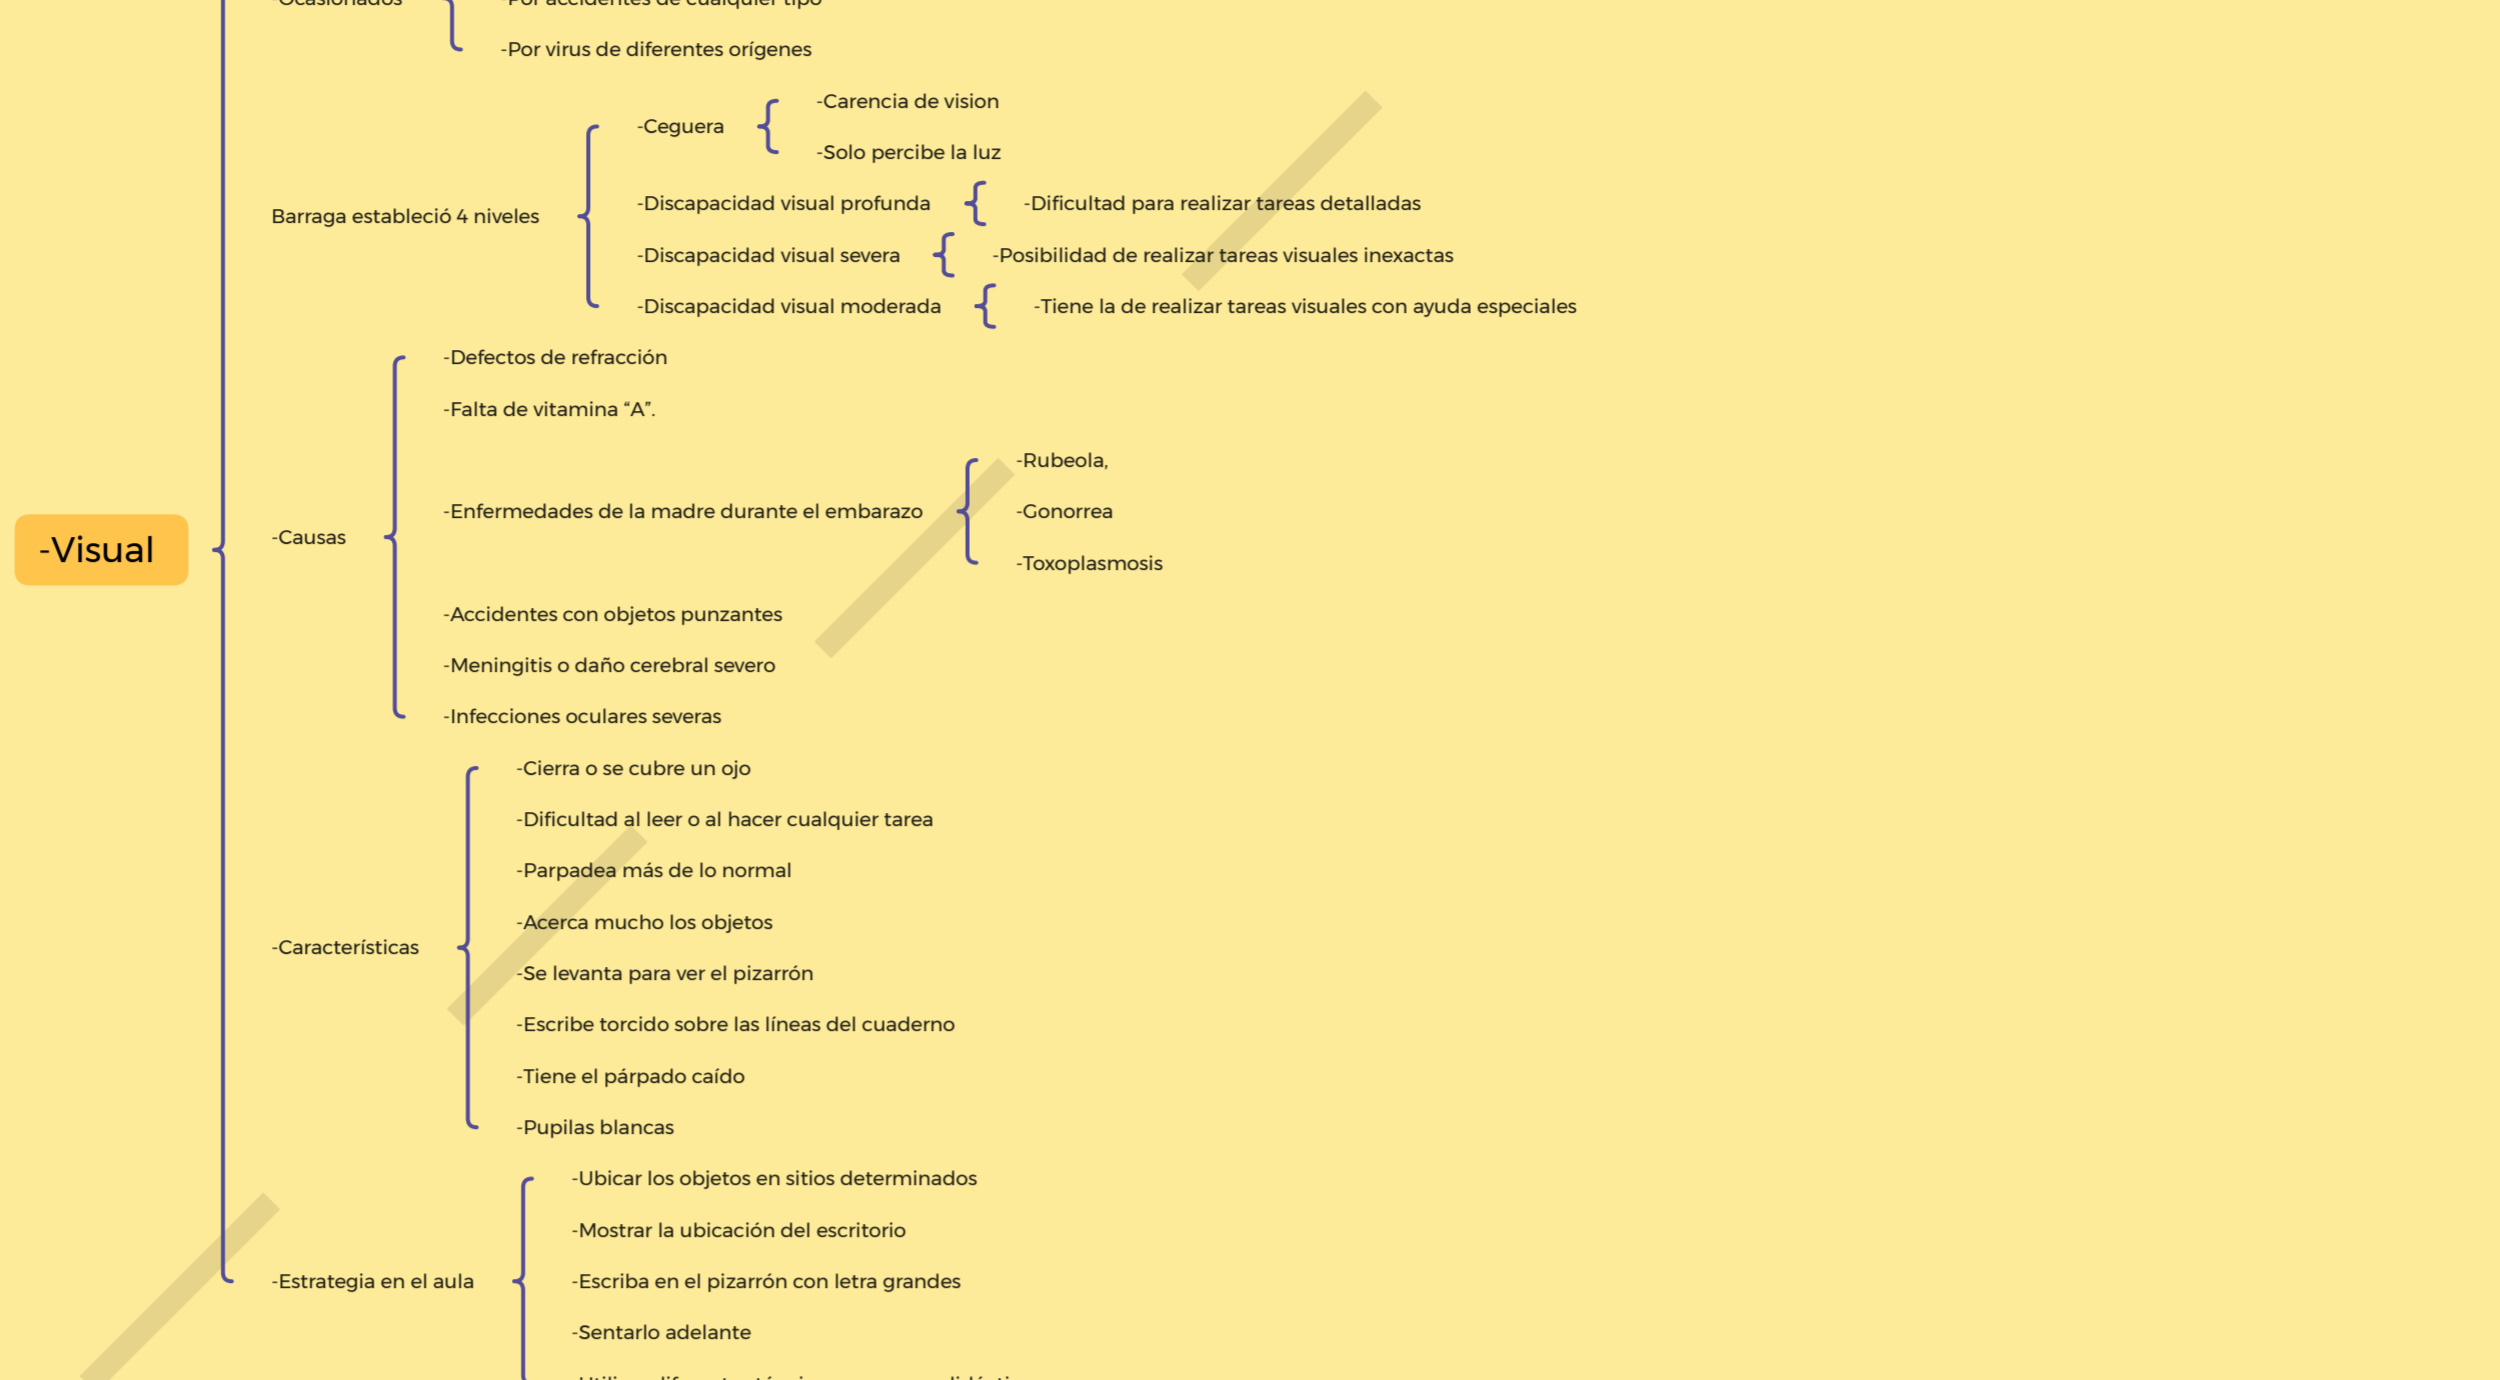 -Ocasionados
-Por accidentes de cualquier tipo
-Por virus de diferentes orígenes
Barraga estableció 4 niveles
-Ceguera
-Carencia de vision
-Solo percibe la luz
-Discapacidad visual profunda
-Dificultad para realizar tareas detalladas
-Discapacidad visual severa
-Posibilidad de realizar tareas visuales inexactas
-Discapacidad visual moderada
-Tiene la de realizar tareas visuales con ayuda especiales
-Visual
-Causas
-Defectos de refracción
-Falta de vitamina “A”.
-Enfermedades de la madre durante el embarazo
-Rubeola,
-Gonorrea
-Toxoplasmosis
-Accidentes con objetos punzantes
-Meningitis o daño cerebral severo
-Infecciones oculares severas
-Características
-Cierra o se cubre un ojo
-Dificultad al leer o al hacer cualquier tarea
-Parpadea más de lo normal
-Acerca mucho los objetos
-Se levanta para ver el pizarrón
-Escribe torcido sobre las líneas del cuaderno
-Tiene el párpado caído
-Pupilas blancas
-Estrategia en el aula
-Ubicar los objetos en sitios determinados
-Mostrar la ubicación del escritorio
-Escriba en el pizarrón con letra grandes
-Sentarlo adelante